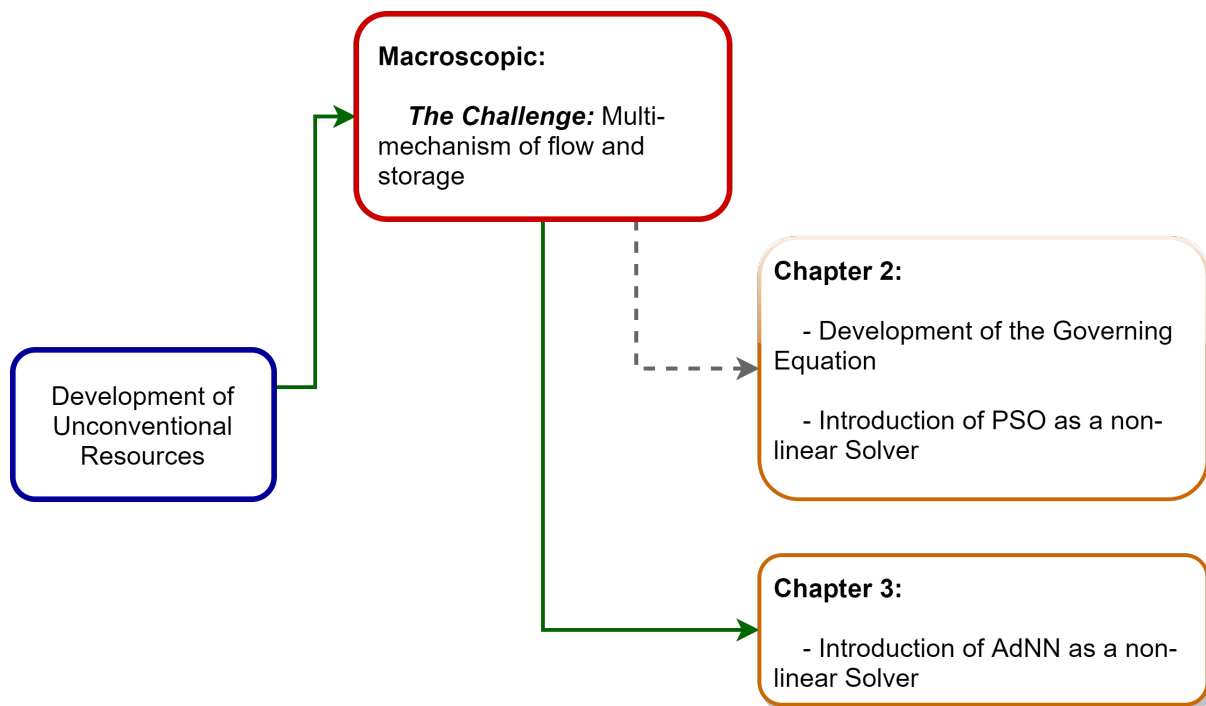 Macroscopic:
The Challenge: Multi-
mechanism of flow and
storage
Development of
Unconventional
Resources
Chapter 2:
- Development of the Governing
Equation
- Introduction of PSO as a non-
linear Solver
Chapter 3:
- Introduction of AdNN as a non-
linear Solver